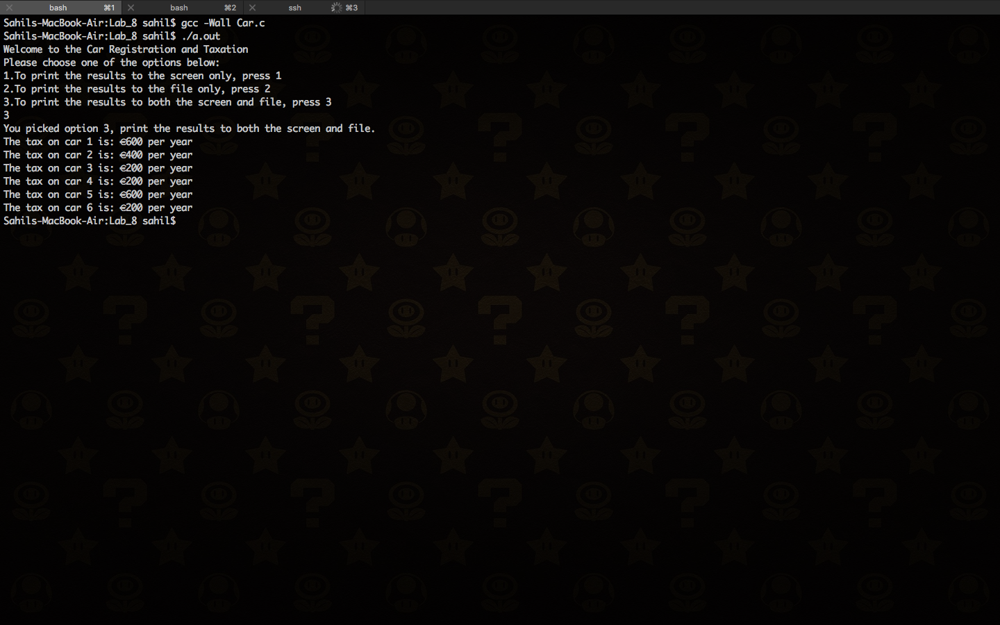 bash ⌘1 bash ⌘2 ssh ⌘3
Sahils-MacBook-Air:Lab_8 sahil$ gcc -Wall Car.c
Sahils-MacBook-Air:Lab_8 sahil$ ./a.out
Welcome to the Car Registration and Taxation
Please choose one of the options below:
1.To print the results to the screen only, press 1
2.To print the results to the file only, press 2
3.To print the results to both the screen and file, press 3
3
You picked option 3, print the results to both the screen and file.
The tax on car 1 is: €600 per year
The tax on car 2 is: €400 per year
The tax on car 3 is: €200 per year
The tax on car 4 is: €200 per year
The tax on car 5 is: €600 per year
The tax on car 6 is: €200 per year
Sahils-MacBook-Air:Lab_8 sahil$